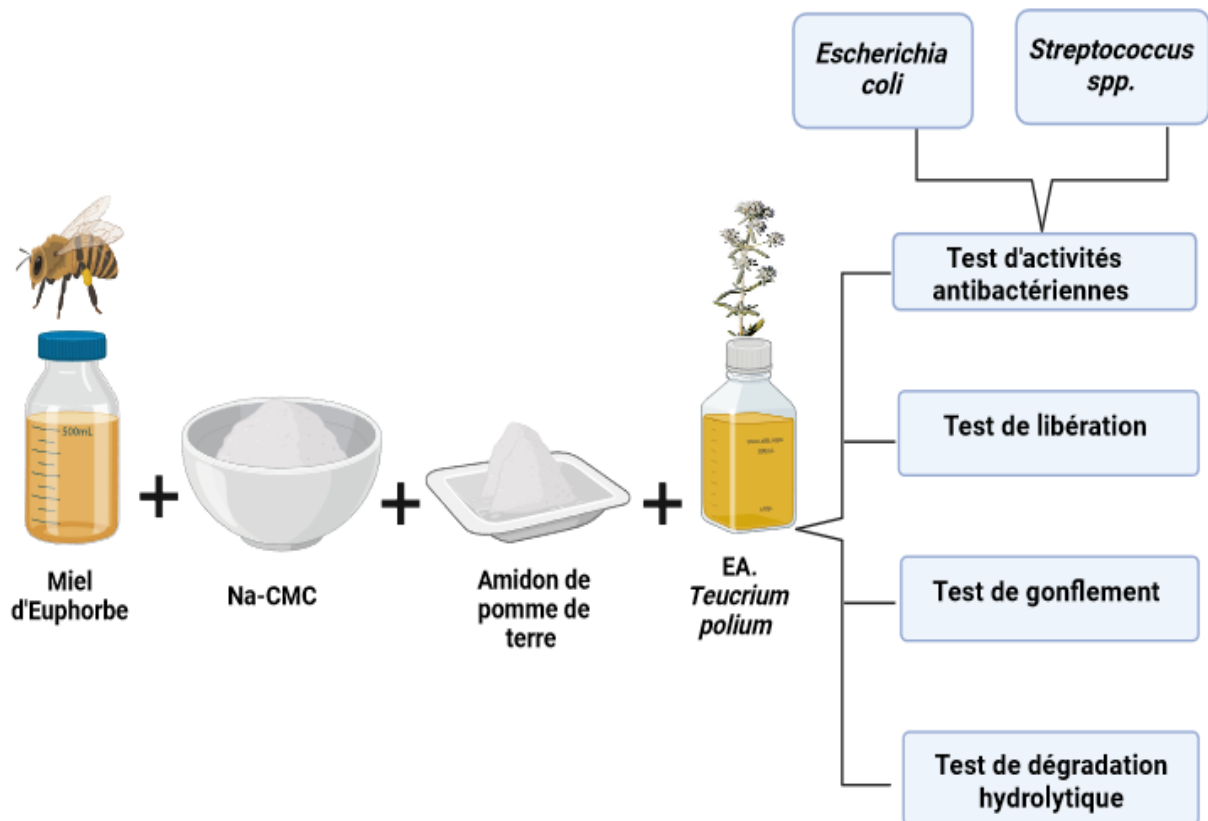 Escherichia
coli
Streptococcus
spp.
Test d'activités
antibactériennes
Test de libération
Test de gonflement
Test de dégradation
hydrolytique
500mL
Miel
d'Euphorbe
+
Na-CMC
+
Amidon de
pomme de
terre
+
EA.
Teucrium
polium